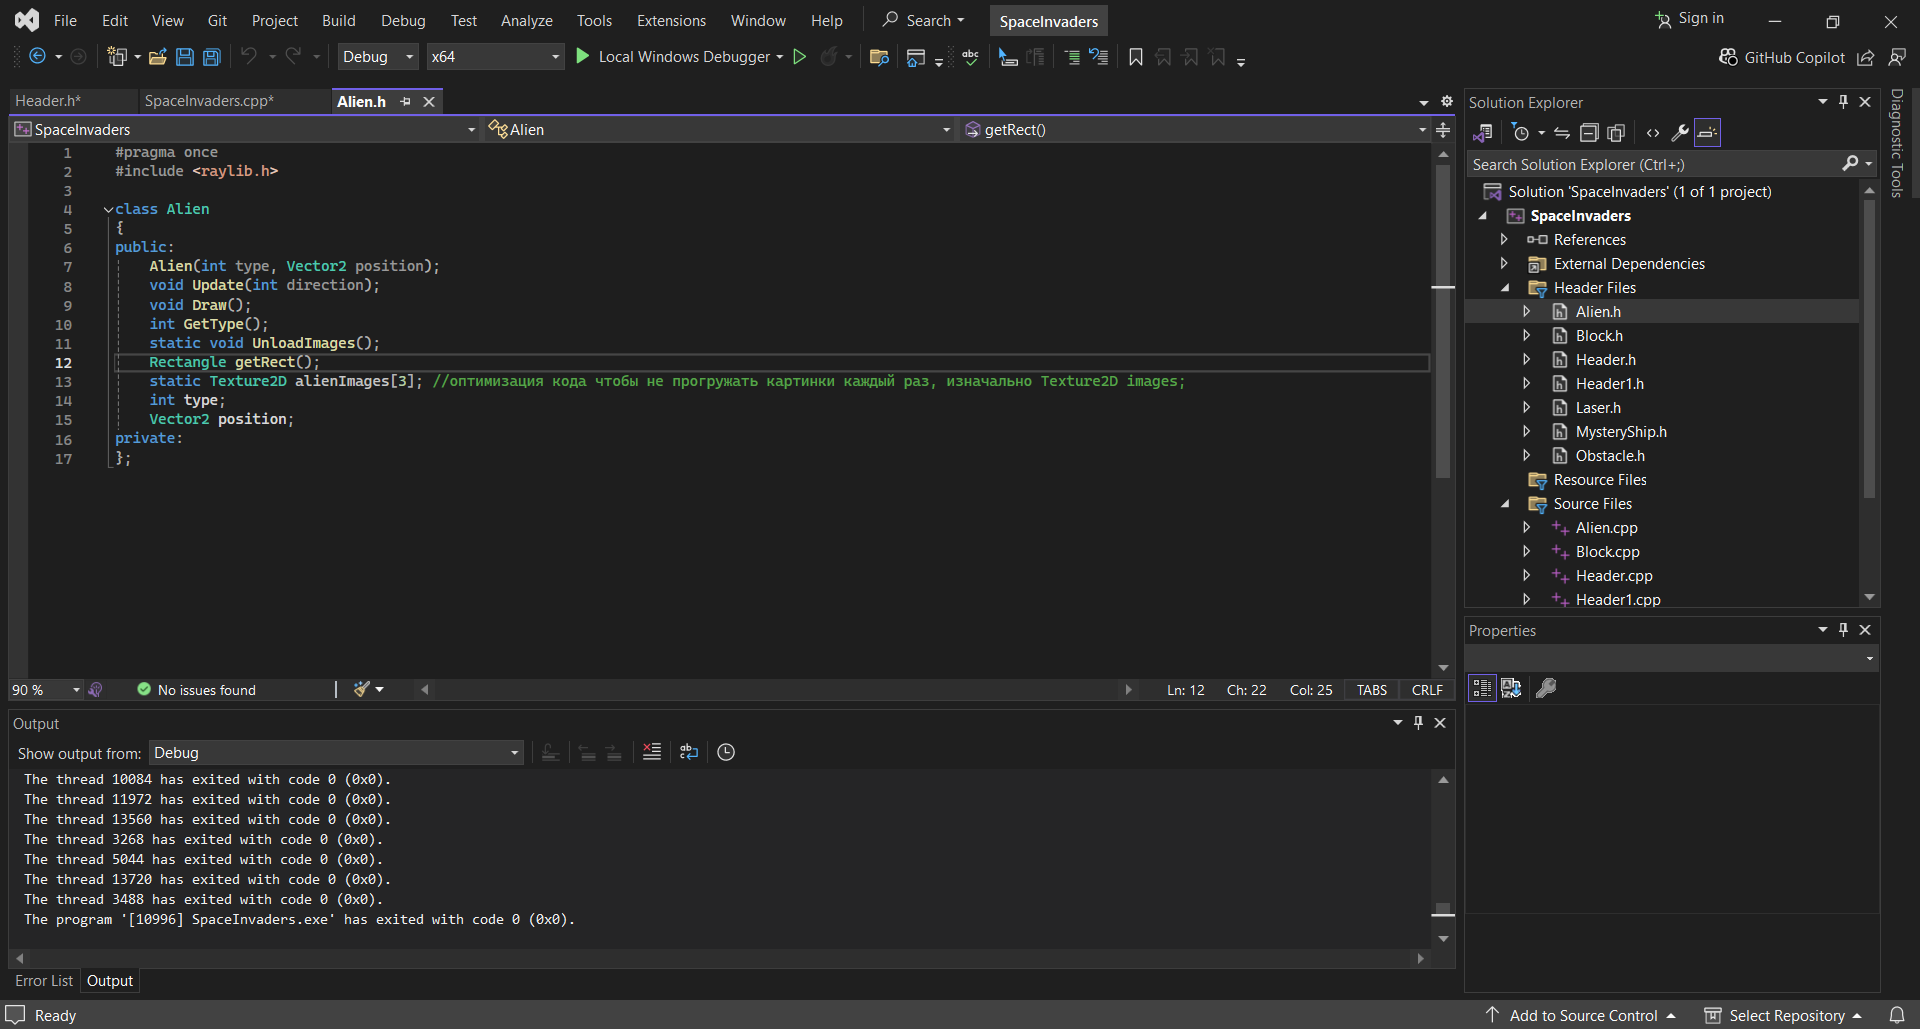 File Edit View Git Project Build Debug Test Analyze Tools Extensions Window Help Search SpaceInvaders Sign in
Debug x64 Local Windows Debugger GitHub Copilot
Header.h* SpaceInvaders.cpp* Alien.h
SpaceInvaders Alien getRect()
1 #pragma once
2 #include <raylib.h>
3
4 class Alien
5 {
6 public:
7 Alien(int type, Vector2 position);
8 void Update(int direction);
9 void Draw();
10 int GetType();
11 static void UnloadImages();
12 Rectangle getRect();
13 static Texture2D alienImages[3]; //оптимизация кода чтобы не прогружать картинки каждый раз, изначально Texture2D images;
14 int type;
15 Vector2 position;
16 private:
17 };
90 % No issues found Ln: 12 Ch: 22 Col: 25 TABS CRLF
Output
Show output from: Debug
The thread 10084 has exited with code 0 (0x0).
The thread 11972 has exited with code 0 (0x0).
The thread 13560 has exited with code 0 (0x0).
The thread 3268 has exited with code 0 (0x0).
The thread 5044 has exited with code 0 (0x0).
The thread 13720 has exited with code 0 (0x0).
The thread 3488 has exited with code 0 (0x0).
The program '[10996] SpaceInvaders.exe' has exited with code 0 (0x0).
Error List Output
Solution Explorer
Search Solution Explorer (Ctrl+;)
Solution 'SpaceInvaders' (1 of 1 project)
SpaceInvaders
References
External Dependencies
Header Files
Alien.h
Block.h
Header.h
Header1.h
Laser.h
MysteryShip.h
Obstacle.h
Resource Files
Source Files
Alien.cpp
Block.cpp
Header.cpp
Header1.cpp
Properties
Diagnostic Tools
Ready Add to Source Control Select Repository